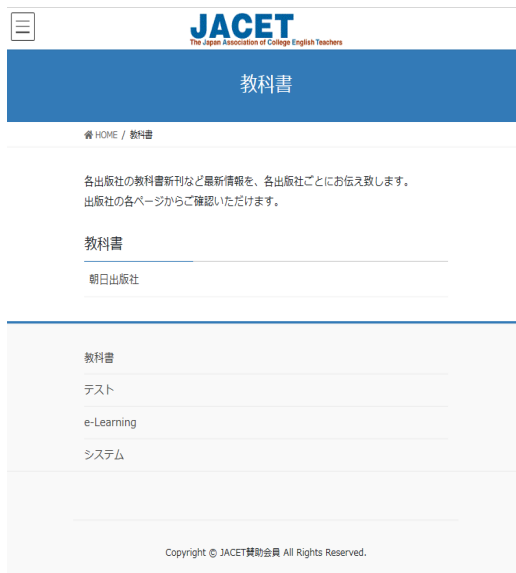 JACET
The Japan Association of College English Teachers
教科書
HOME / 教科書
各出版社の教科書新刊など最新情報を、各出版社ごとにお伝え致します。
出版社の各ページからご確認いただけます。
教科書
朝日出版社
教科書
テスト
e-Learning
システム
Copyright © JACET賛助会員 All Rights Reserved.